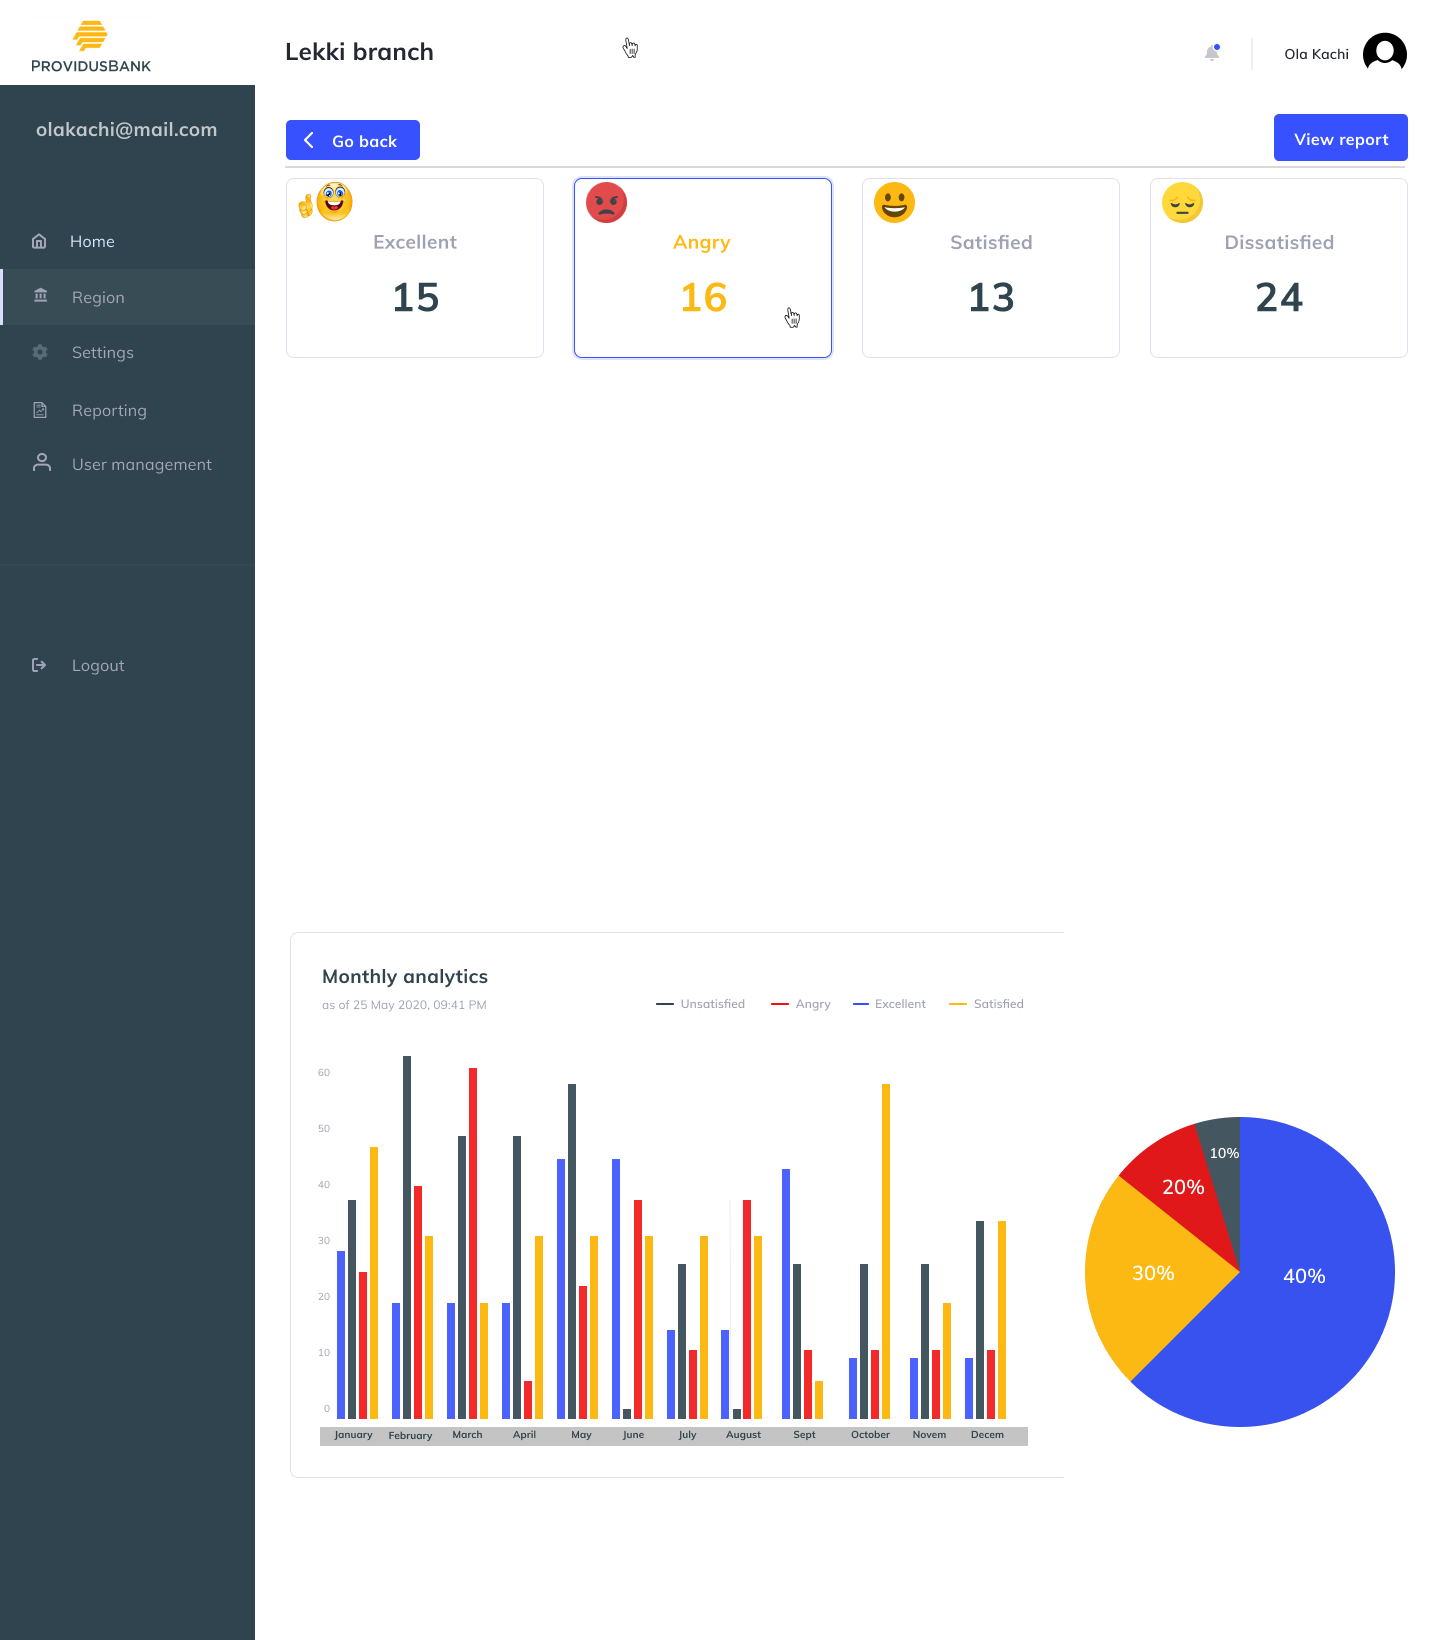 PROVIDUSBANK
Lekki branch
Ola Kachi
olakachi@mail.com
Go back
View report
Home
Region
Settings
Reporting
User management
Logout
Excellent
15
Angry
16
Satisfied
13
Dissatisfied
24
Monthly analytics
as of 25 May 2020, 09:41 PM
Unsatisfied Angry Excellent Satisfied
60
50
40
30
20
10
0
January February March April May June July August Sept October Novem Decem
10%
20%
30%
40%